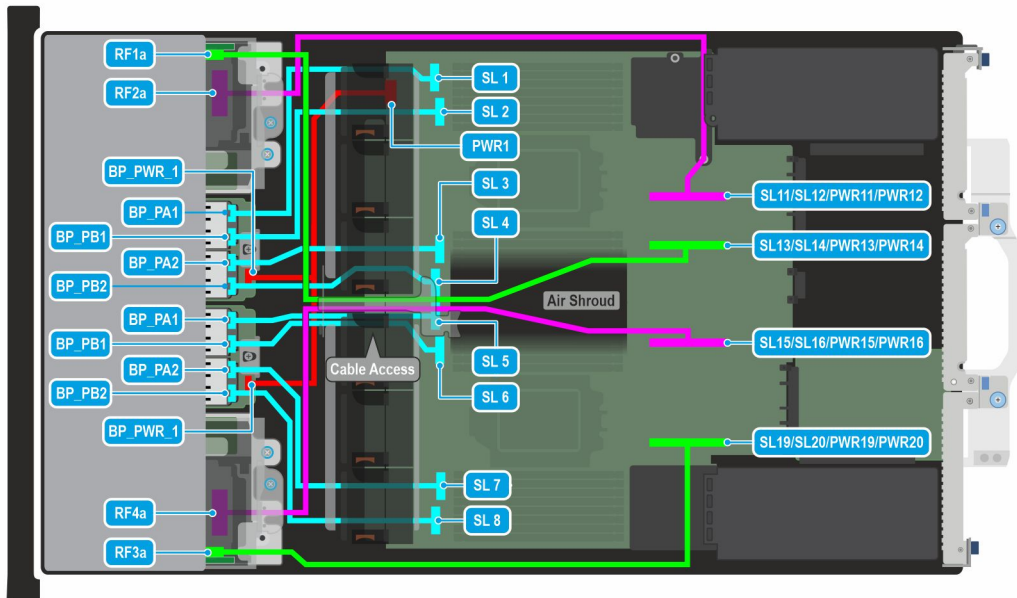 RF1a
RF2a
BP_PWR_1
BP_PA1
BP_PB1
BP_PA2
BP_PB2
BP_PA1
BP_PB1
BP_PA2
BP_PB2
BP_PWR_1
RF4a
RF3a
SL 1
SL 2
PWR1
SL 3
SL 4
Air Shroud
Cable Access
SL 5
SL 6
SL 7
SL 8
SL11/SL12/PWR11/PWR12
SL13/SL14/PWR13/PWR14
SL15/SL16/PWR15/PWR16
SL19/SL20/PWR19/PWR20